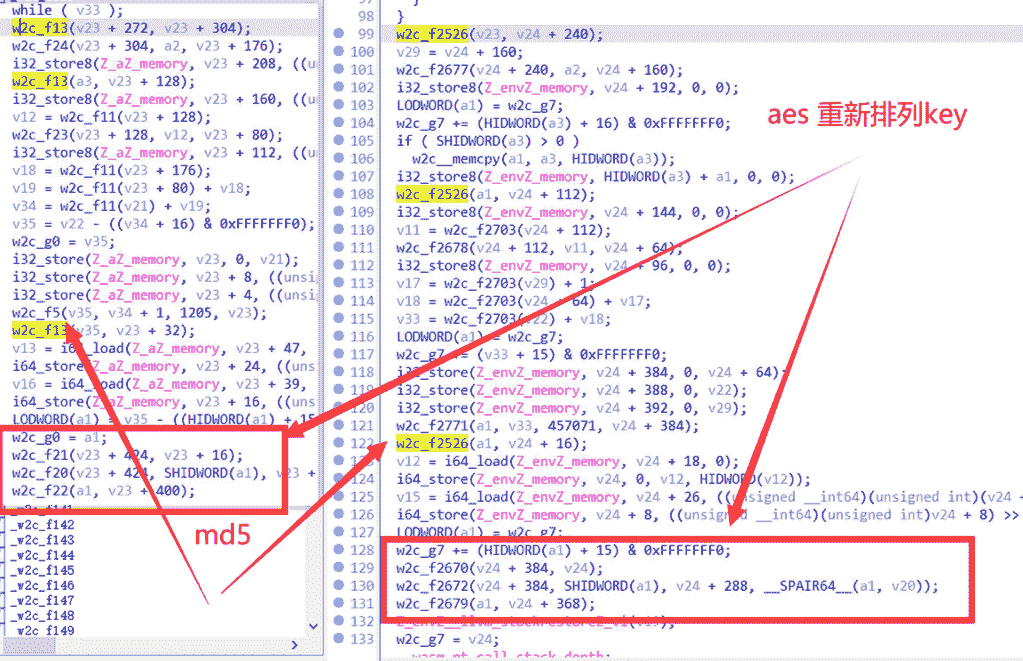 while ( v33 );
w2c_f13(v23 + 272, v23 + 304);
w2c_f24(v23 + 304, a2, v23 + 176);
i32_store8(Z_aZ_memory, v23 + 208, ((u
w2c_f13(a3, v23 + 128);
i32_store8(Z_aZ_memory, v23 + 160, ((u
v12 = w2c_f11(v23 + 128);
w2c_f23(v23 + 128, v12, v23 + 80);
i32_store8(Z_aZ_memory, v23 + 112, ((u
v18 = w2c_f11(v23 + 176);
v19 = w2c_f11(v23 + 80) + v18;
v34 = w2c_f11(v21) + v19;
v35 = v22 - ((v34 + 16) & 0xFFFFFFF0);
w2c_g0 = v35;
i32_store(Z_aZ_memory, v23, 0, v21);
i32_store(Z_aZ_memory, v23 + 8, ((unsi
i32_store(Z_aZ_memory, v23 + 4, ((unsi
w2c_f5(v35, v34 + 1, 1205, v23);
w2c_f13(v35, v23 + 32);
v13 = i64_load(Z_aZ_memory, v23 + 47,
i64_store(Z_aZ_memory, v23 + 24, ((uns
v16 = i64_load(Z_aZ_memory, v23 + 39,
i64_store(Z_aZ_memory, v23 + 16, ((uns
LODWORD(a1) = v35 - ((HIDWORD(a1) + 15
w2c_g0 = a1;
w2c_f21(v23 + 424, v23 + 16);
w2c_f20(v23 + 424, SHIDWORD(a1), v23 +
w2c_f22(a1, v23 + 400);
_w2c_f141
_w2c_f142
_w2c_f143
_w2c_f144
_w2c_f145
_w2c_f146
_w2c_f147
_w2c_f148
_w2c_f149
98 }
99 w2c_f2526(v23, v24 + 240);
100 v29 = v24 + 160;
101 w2c_f2677(v24 + 240, a2, v24 + 160);
102 i32_store8(Z_envZ_memory, v24 + 192, 0, 0);
103 LODWORD(a1) = w2c_g7;
104 w2c_g7 += (HIDWORD(a3) + 16) & 0xFFFFFFF0;
105 if ( SHIDWORD(a3) > 0 )
106 w2c__memcpy(a1, a3, HIDWORD(a3));
107 i32_store8(Z_envZ_memory, HIDWORD(a3) + a1, 0, 0);
108 w2c_f2526(a1, v24 + 112);
109 i32_store8(Z_envZ_memory, v24 + 144, 0, 0);
110 v11 = w2c_f2703(v24 + 112);
111 w2c_f2678(v24 + 112, v11, v24 + 64);
112 i32_store8(Z_envZ_memory, v24 + 96, 0, 0);
113 v17 = w2c_f2703(v29) + 1;
114 v18 = w2c_f2703(v24 + 64) + v17;
115 v33 = w2c_f2703(v22) + v18;
116 LODWORD(a1) = w2c_g7;
117 w2c_g7 += (v33 + 15) & 0xFFFFFFF0;
118 i32_store(Z_envZ_memory, v24 + 384, 0, v24 + 64);
119 i32_store(Z_envZ_memory, v24 + 388, 0, v22);
120 i32_store(Z_envZ_memory, v24 + 392, 0, v29);
121 w2c_f2771(a1, v33, 457071, v24 + 384);
122 w2c_f2526(a1, v24 + 16);
v12 = i64_load(Z_envZ_memory, v24 + 18, 0);
124 i64_store(Z_envZ_memory, v24, 0, v12, HIDWORD(v12));
125 v15 = i64_load(Z_envZ_memory, v24 + 26, ((unsigned __int64)(unsigned int)(v24 +
126 i64_store(Z_envZ_memory, v24 + 8, ((unsigned __int64)(unsigned int)v24 + 8) >>
127 LODWORD(a1) = w2c_g7;
128 w2c_g7 += (HIDWORD(a1) + 15) & 0xFFFFFFF0;
129 w2c_f2670(v24 + 384, v24);
130 w2c_f2672(v24 + 384, SHIDWORD(a1), v24 + 288, __SPAIR64__(a1, v20));
131 w2c_f2679(a1, v24 + 368);
132
133 w2c_g7 = v24;
aes 重新排列key
md5